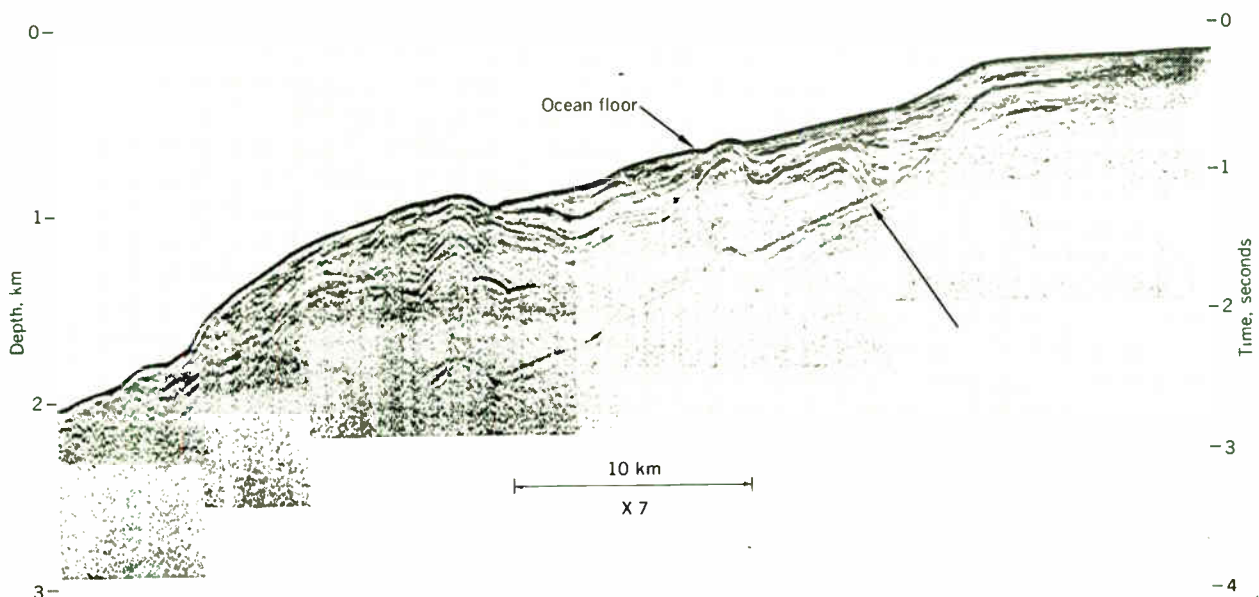 0-
-0
Ocean floor
-1
1-
-2
Depth, km
Time, seconds
2-
-3
10 km
X 7
3-
-4